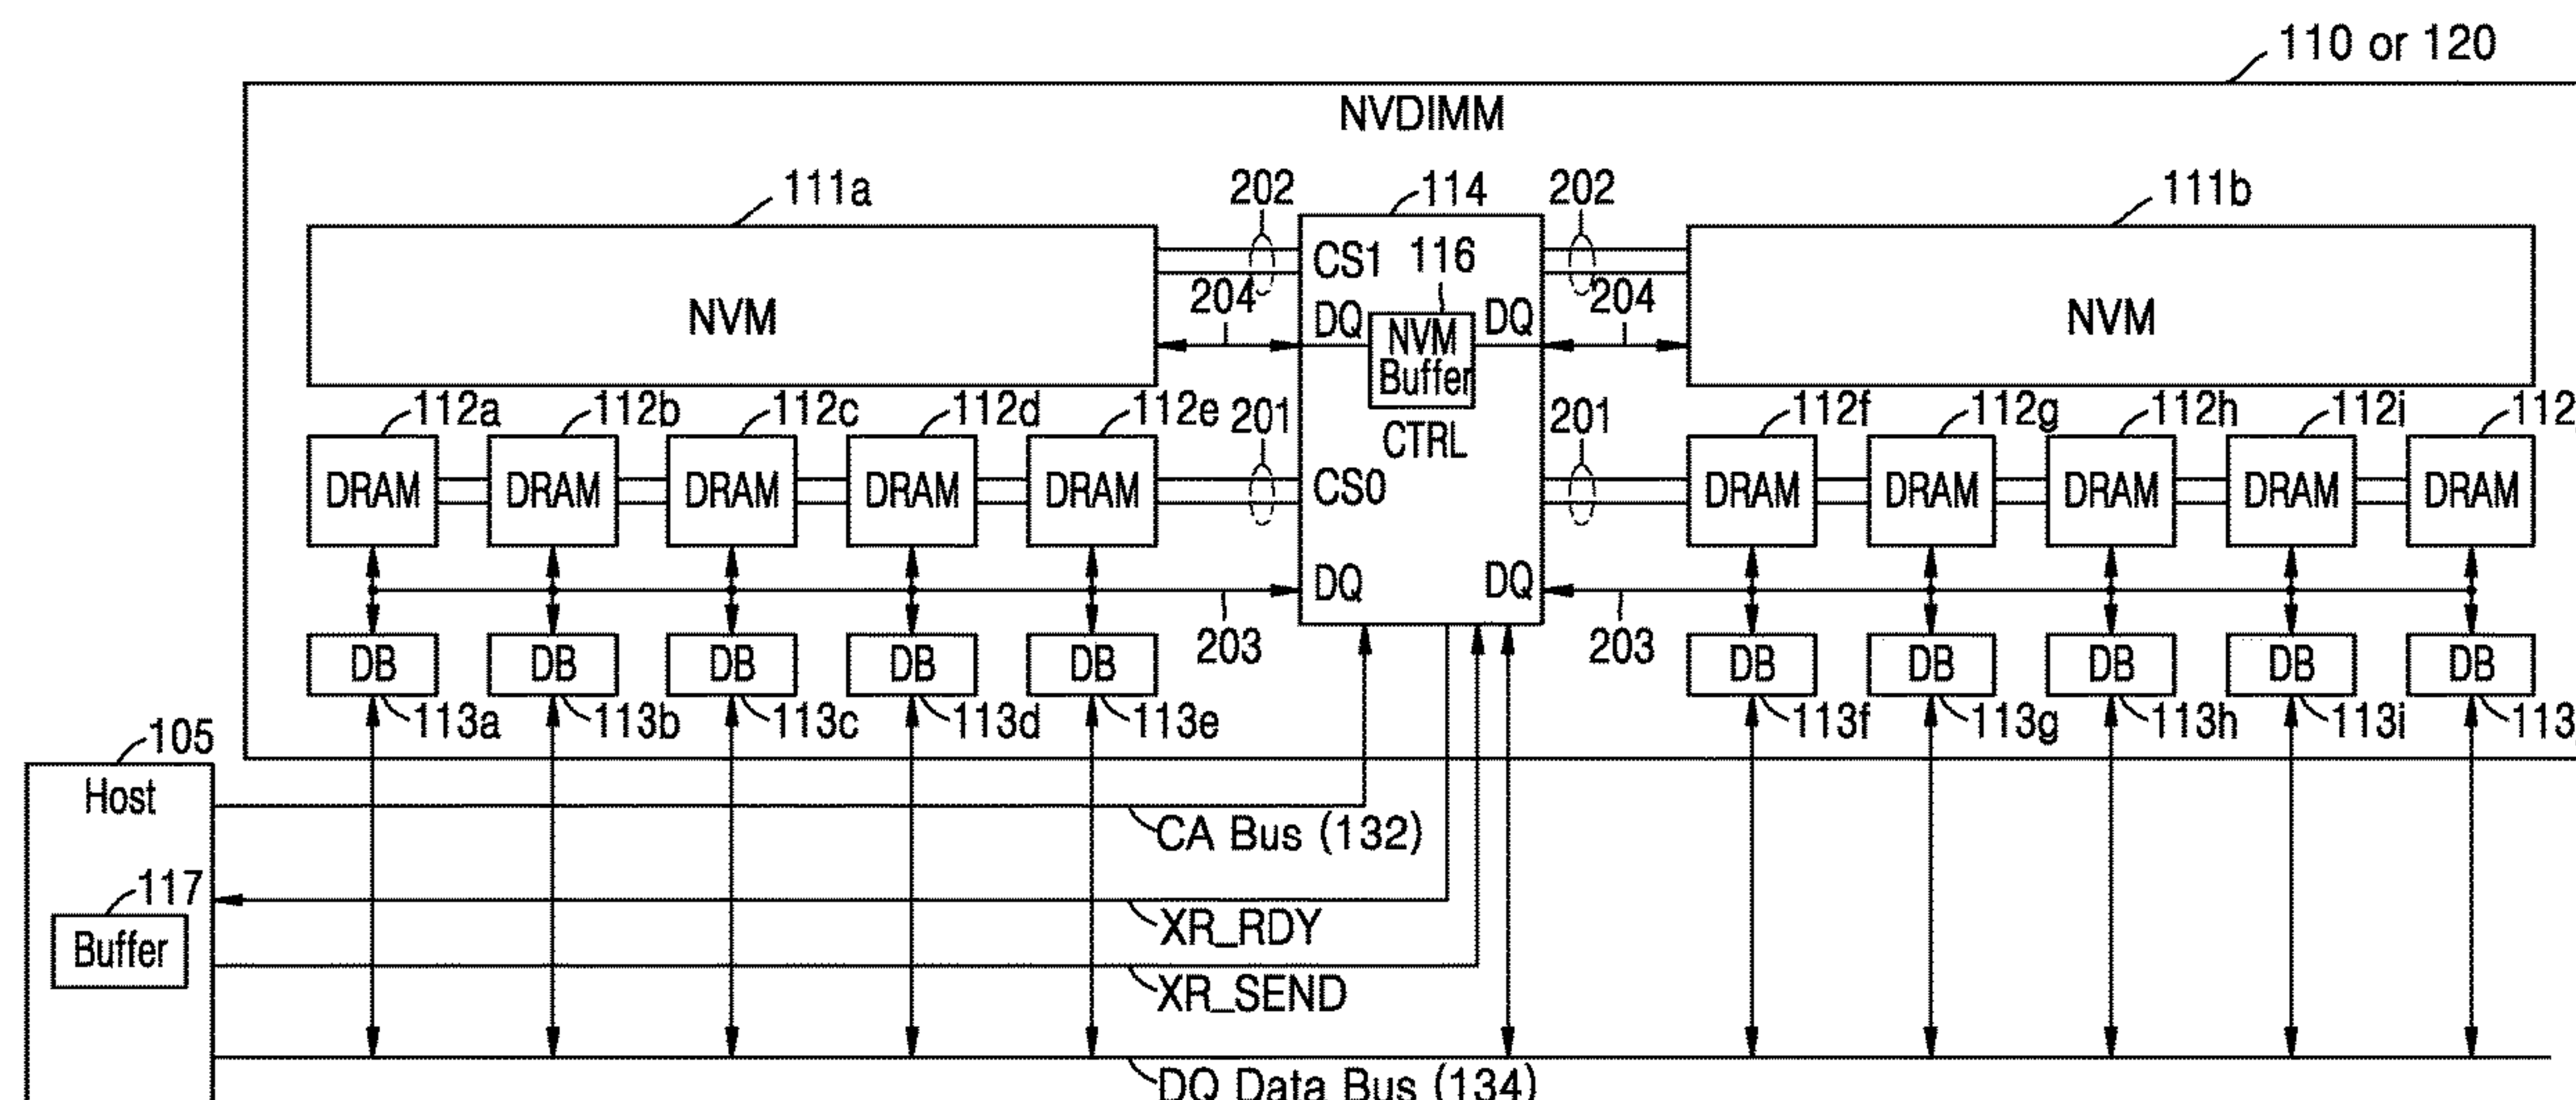 110 or 120
NVDIMM
111a
202
114
202
111b
NVM
CS1
116
204
DQ
NVM
Buffer
DQ
204
NVM
112a
112b
112c
112d
112e
201
CTRL
201
112f
112g
112h
112i
112
DRAM
DRAM
DRAM
DRAM
DRAM
CS0
DRAM
DRAM
DRAM
DRAM
DRAM
DQ
DQ
203
203
DB
DB
DB
DB
DB
DB
DB
DB
DB
DB
113a
113b
113c
113d
113e
113f
113g
113h
113i
113
105
Host
CA Bus (132)
117
Buffer
XR_RDY
XR_SEND
DQ Data Bus (134)